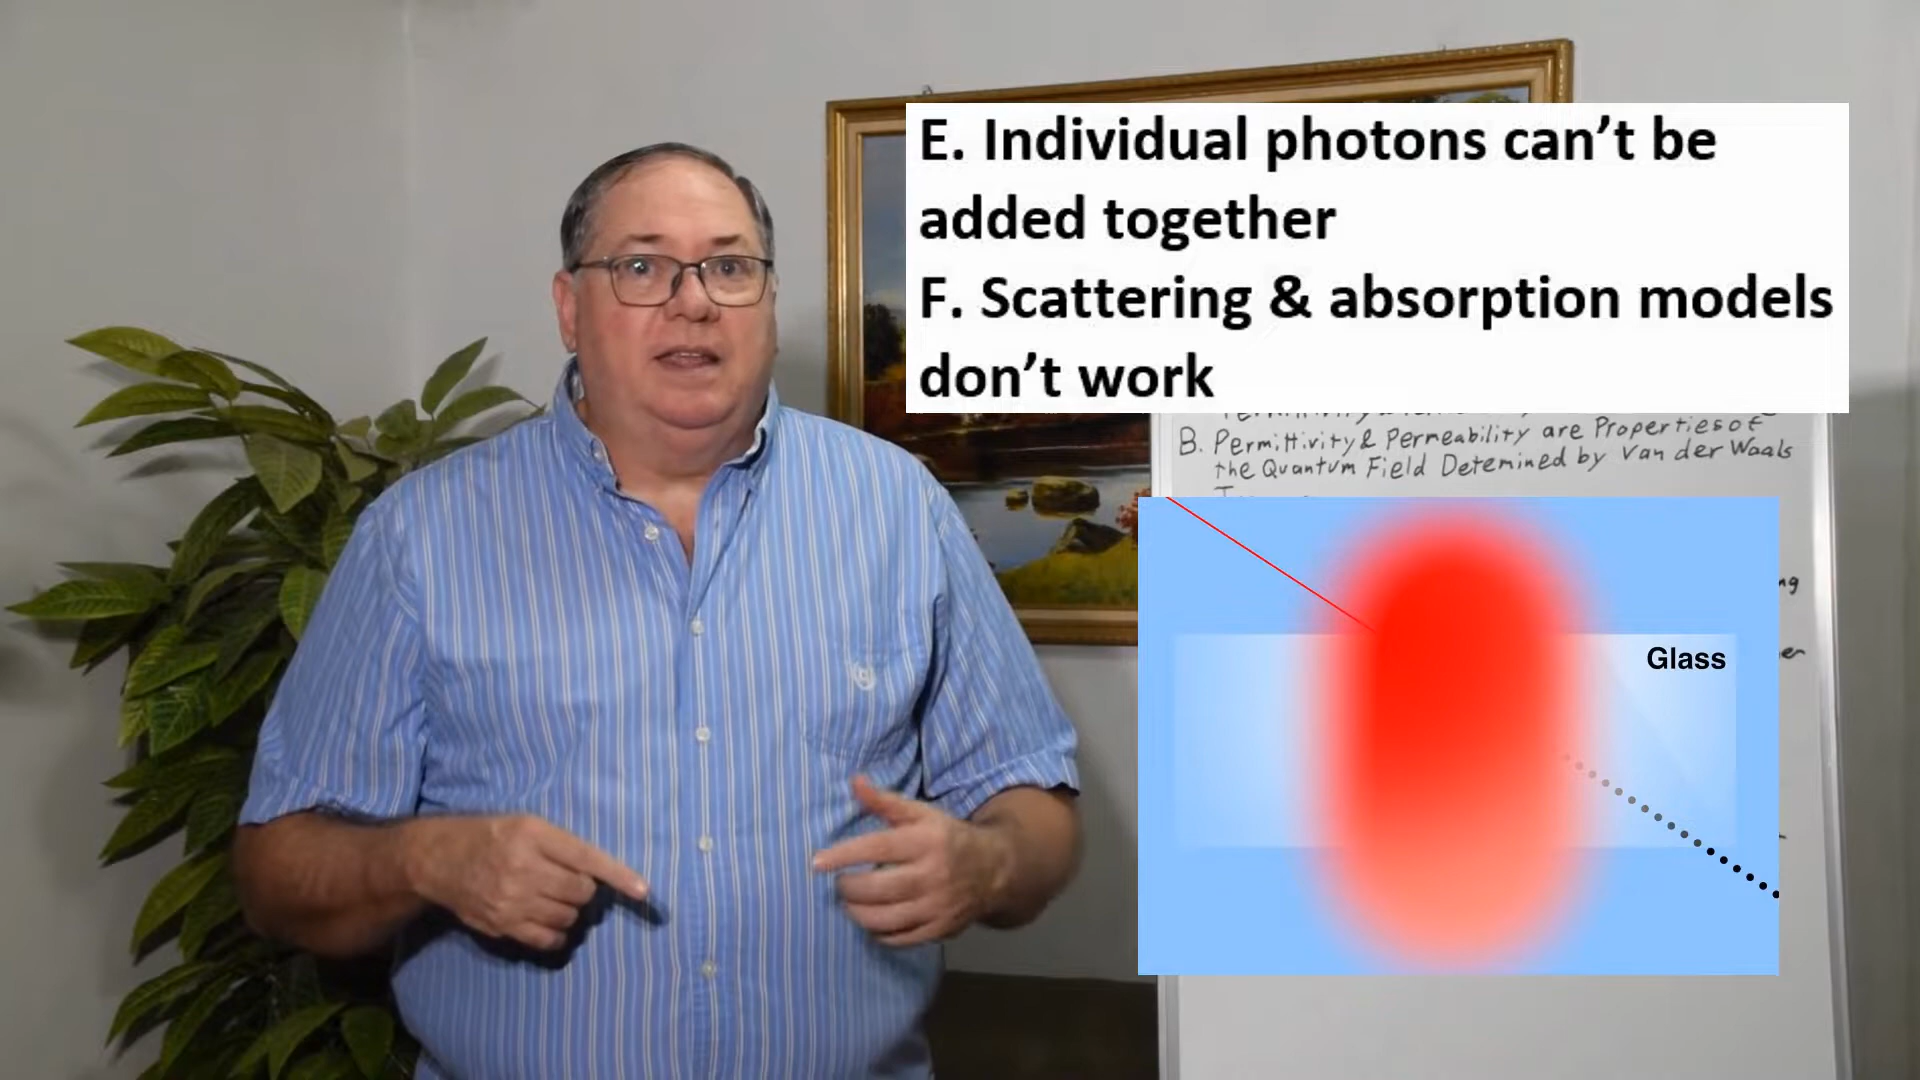 E. Individual photons can't be
added together
F. Scattering & absorption models
don't work
B. Permittivity & Permeability are Properties of
the Quantum Field Detemined by Van der Waals
Glass